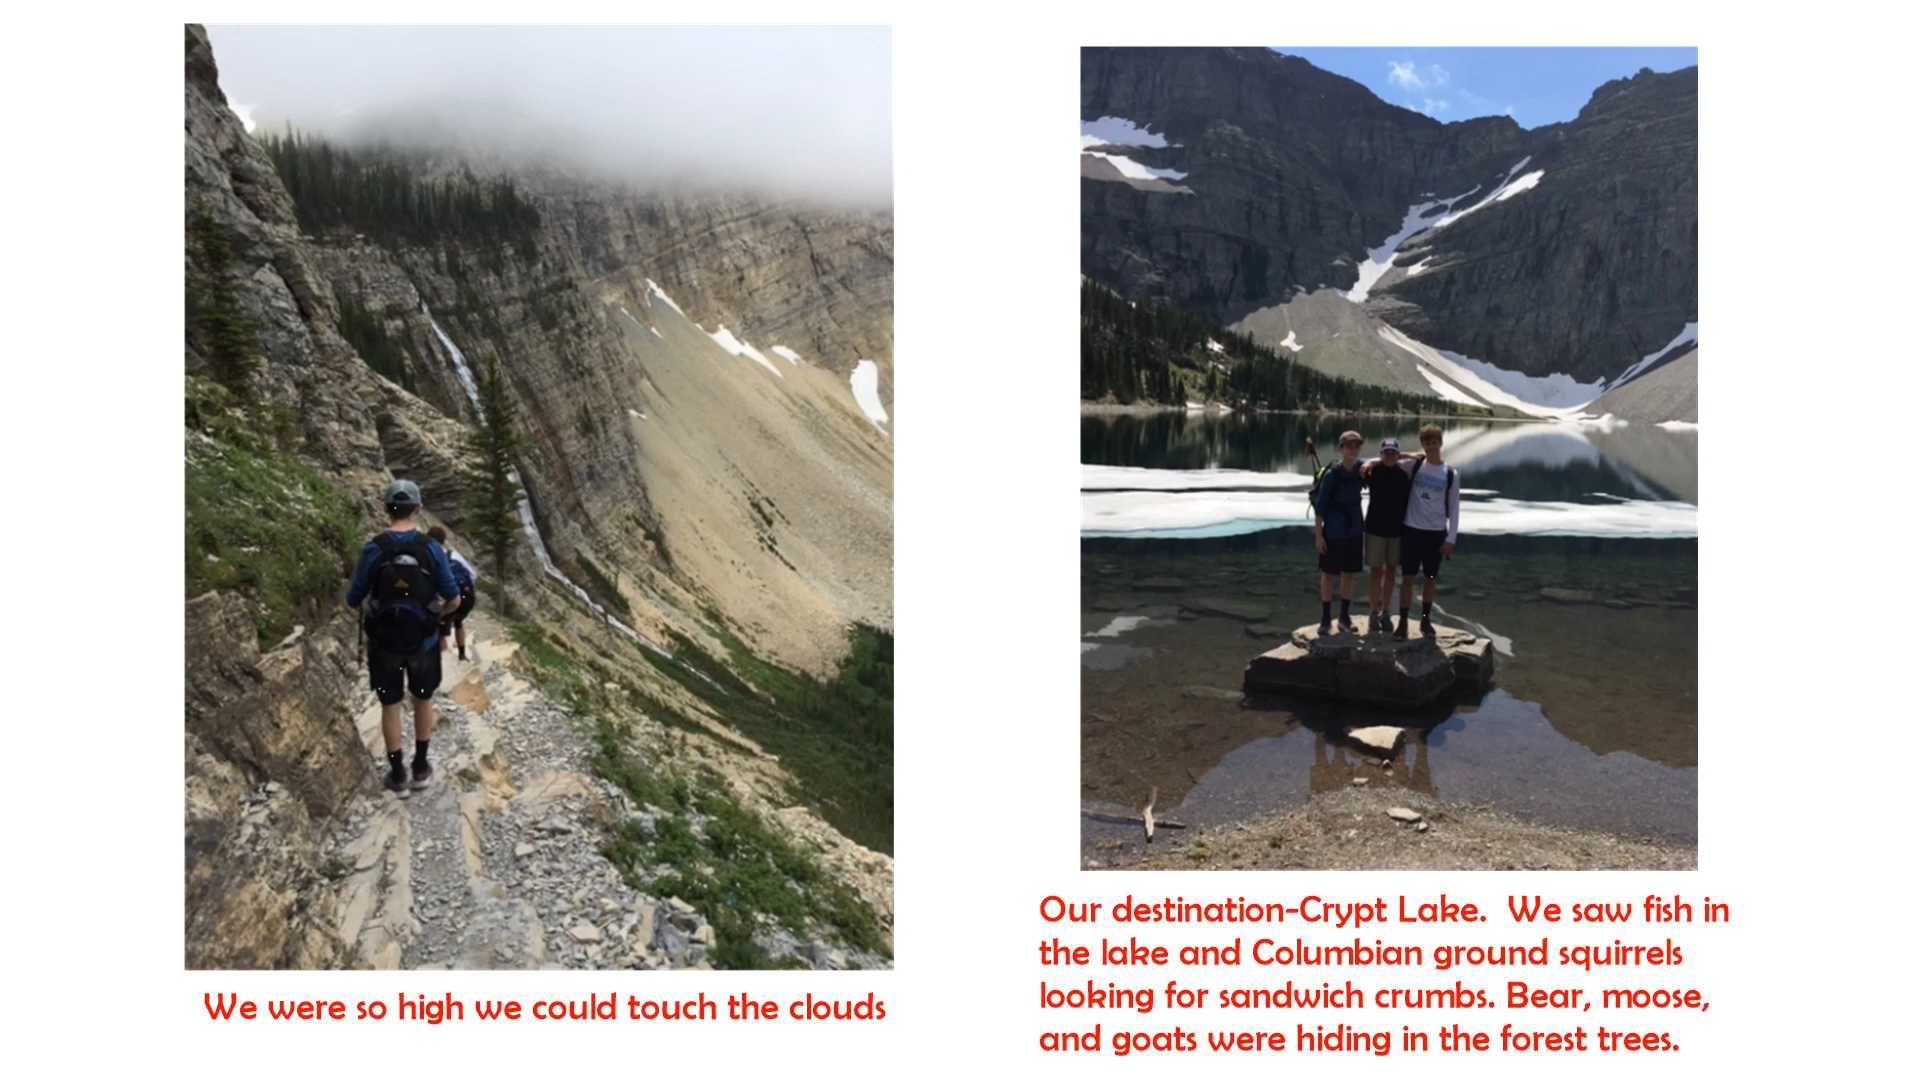 We were so high we could touch the clouds
Our destination-Crypt Lake.  We saw fish in
the lake and Columbian ground squirrels
looking for sandwich crumbs. Bear, moose,
and goats were hiding in the forest trees.